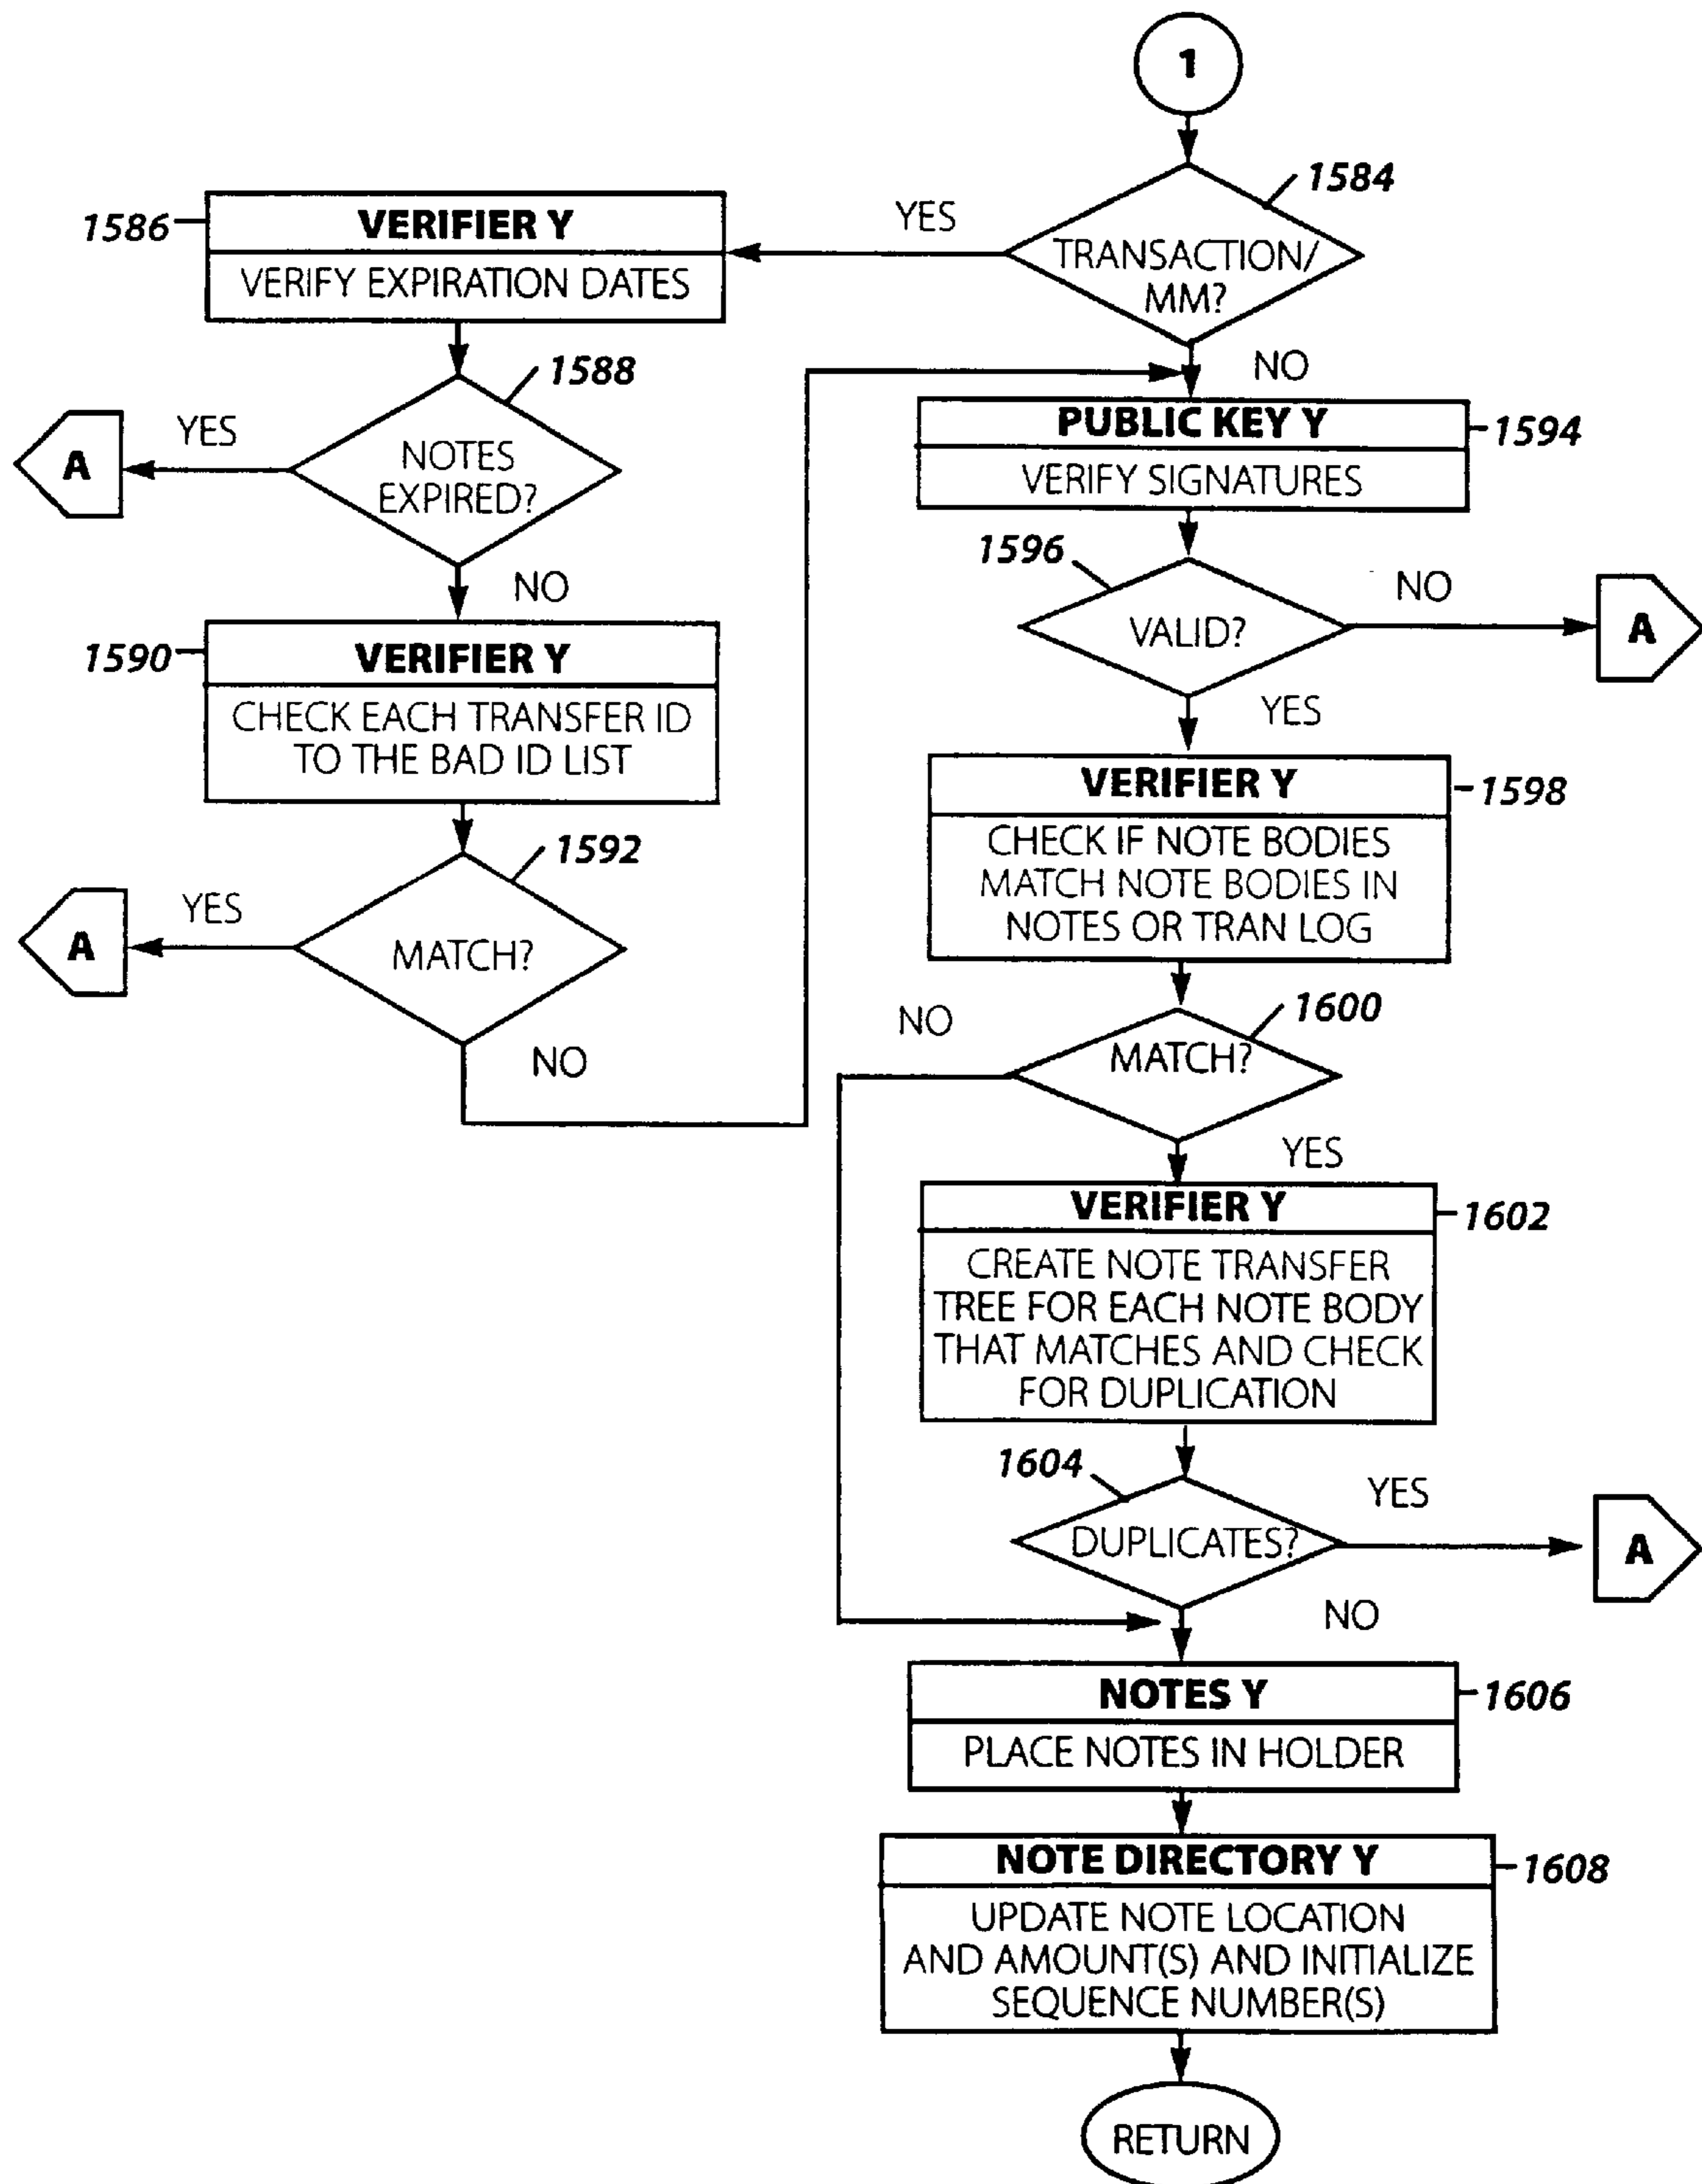 1
1584
TRANSACTION/
MM?
YES
NO
1586
VERIFIER Y
VERIFY EXPIRATION DATES
1588
NOTES
EXPIRED?
YES
A
NO
1590
VERIFIER Y
CHECK EACH TRANSFER ID
TO THE BAD ID LIST
1592
MATCH?
YES
A
NO
PUBLIC KEY Y
1594
VERIFY SIGNATURES
1596
VALID?
NO
A
YES
VERIFIER Y
1598
CHECK IF NOTE BODIES
MATCH NOTE BODIES IN
NOTES OR TRAN LOG
1600
MATCH?
NO
YES
VERIFIER Y
1602
CREATE NOTE TRANSFER
TREE FOR EACH NOTE BODY
THAT MATCHES AND CHECK
FOR DUPLICATION
1604
DUPLICATES?
YES
A
NO
NOTES Y
1606
PLACE NOTES IN HOLDER
NOTE DIRECTORY Y
1608
UPDATE NOTE LOCATION
AND AMOUNT(S) AND INITIALIZE
SEQUENCE NUMBER(S)
RETURN